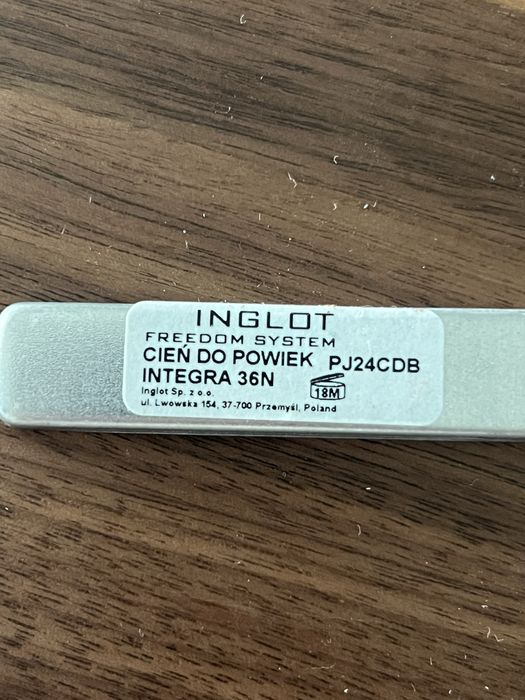 INGLOT
FREEDOM SYSTEM
CIEŃ DO POWIEK PJ24CDB
INTEGRA 36N
18M
Inglot Sp. z o.o.
ul. Lwowska 154, 37-700 Przemyśl, Poland